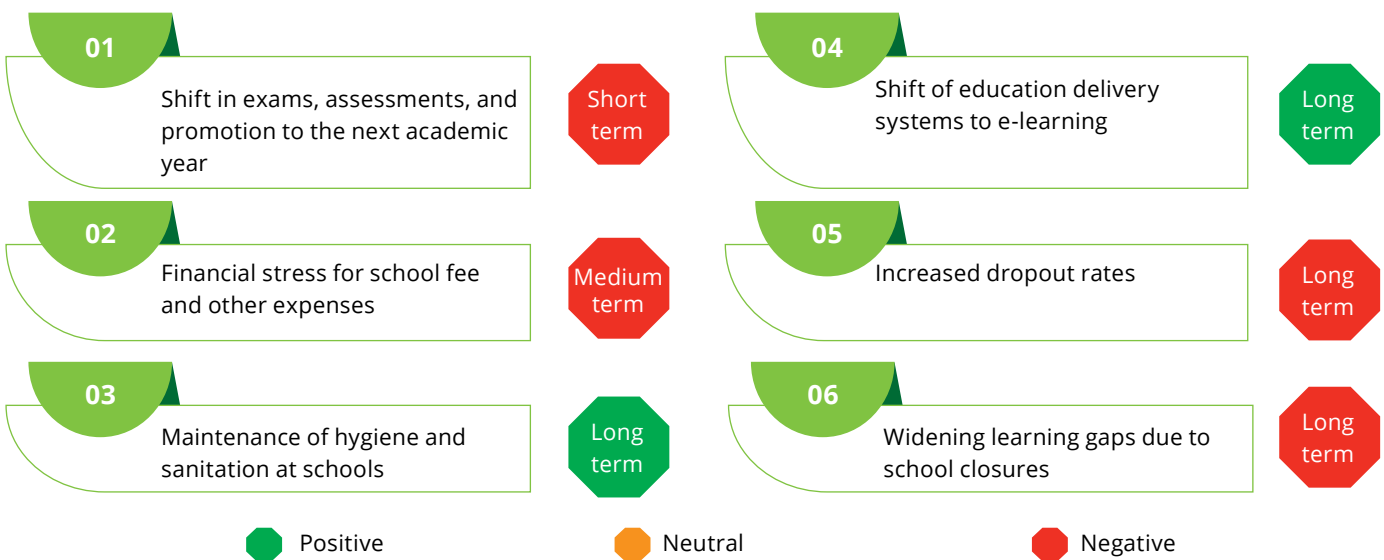 01
Shift in exams, assessments, and
promotion to the next academic
year
Short
term
02
Financial stress for school fee
and other expenses
Medium
term
03
Maintenance of hygiene and
sanitation at schools
Long
term
04
Shift of education delivery
systems to e-learning
Long
term
05
Increased dropout rates
Long
term
06
Widening learning gaps due to
school closures
Long
term
Positive
Neutral
Negative